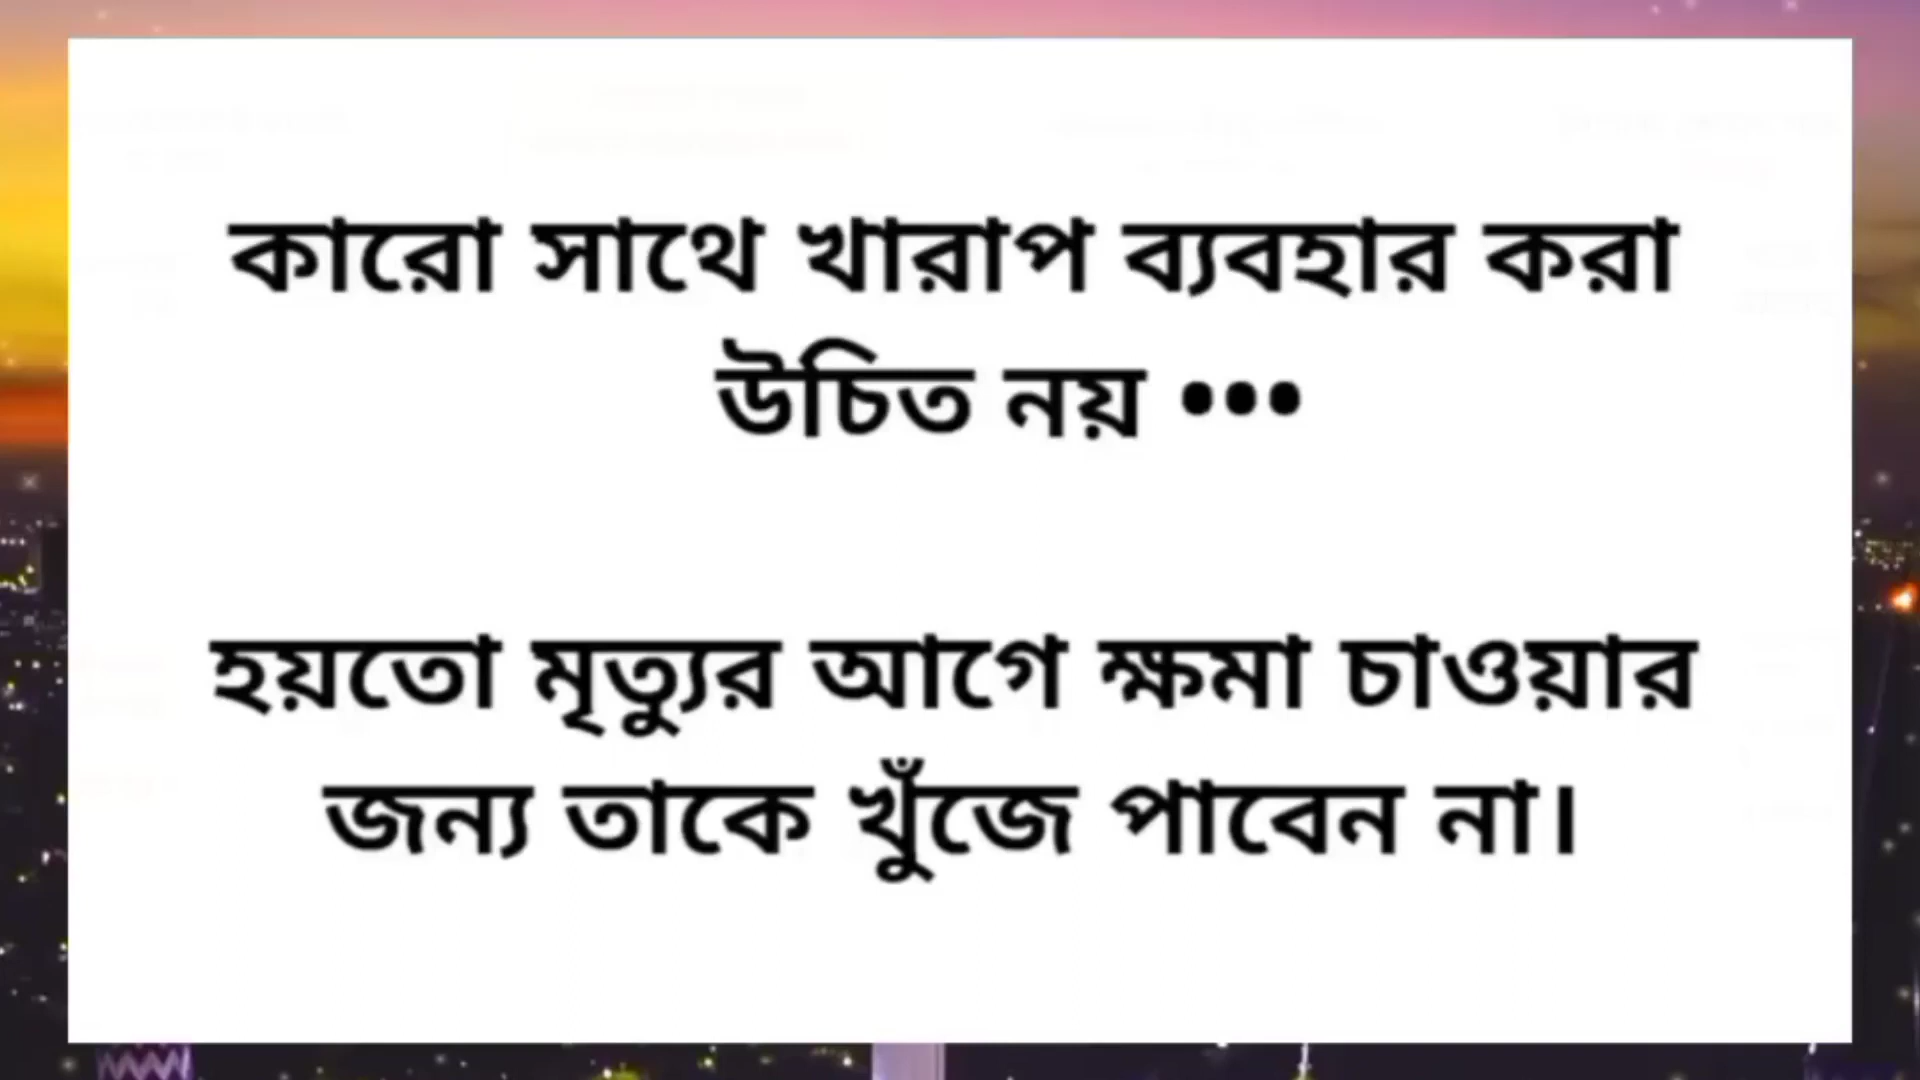 কারো সাথে খারাপ ব্যবহার করা
উচিত নয় •••
হয়তো মৃত্যুর আগে ক্ষমা চাওয়ার
জন্য তাকে খুঁজে পাবেন না।